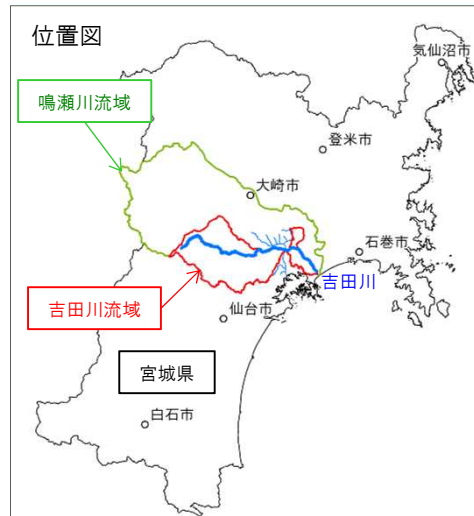 位置図
気仙沼市
鳴瀬川流域
登米市
大崎市
石巻市
吉田川
吉田川流域
仙台市
宮城県
白石市